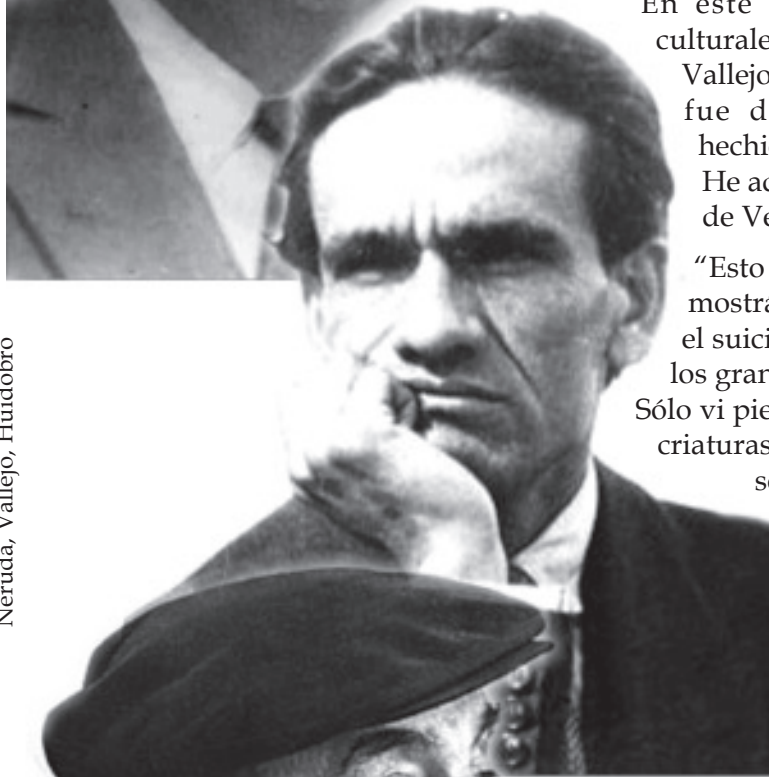 En este
culturale
Vallejo
fue d
hechi
He ac
de Ve
“Esto
mostra
el suici
los gran
Sólo vi pie
criaturas
se
Neruda, Vallejo, Huidobro